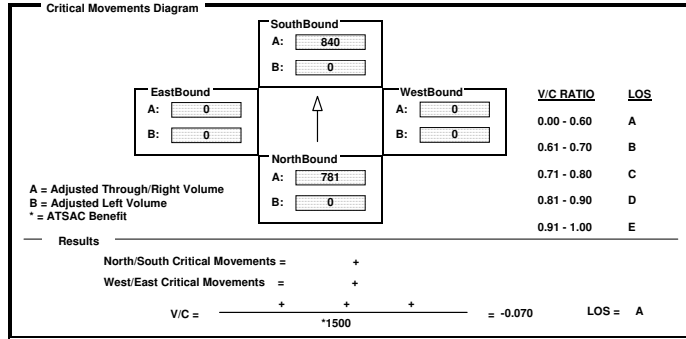 Critical Movements Diagram
SouthBound
A: 840
B: 0
EastBound
A: 0
B: 0
WestBound
A: 0
B: 0
NorthBound
A: 781
B: 0
V/C RATIO LOS
0.00 - 0.60 A
0.61 - 0.70 B
0.71 - 0.80 C
0.81 - 0.90 D
0.91 - 1.00 E
A = Adjusted Through/Right Volume
B = Adjusted Left Volume
* = ATSAC Benefit
Results
North/South Critical Movements = +
West/East Critical Movements = +
V/C = + + + = -0.070 LOS = A
*1500